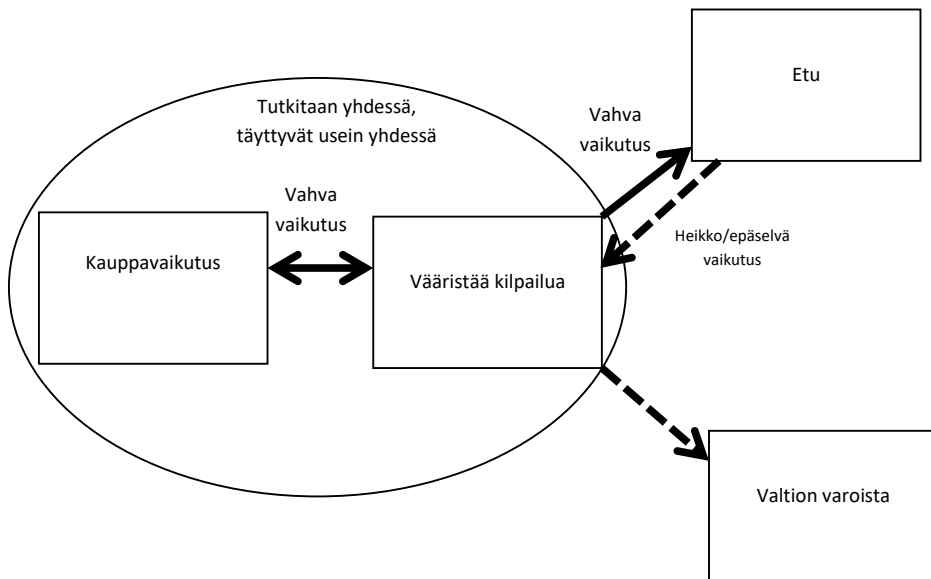 Etu
Tutkitaan yhdessä,
täyttyvät usein yhdessä
Vahva
vaikutus
Vahva
vaikutus
Heikko/epäselvä
vaikutus
Kauppavaikutus
Vääristää kilpailua
Valtion varoista